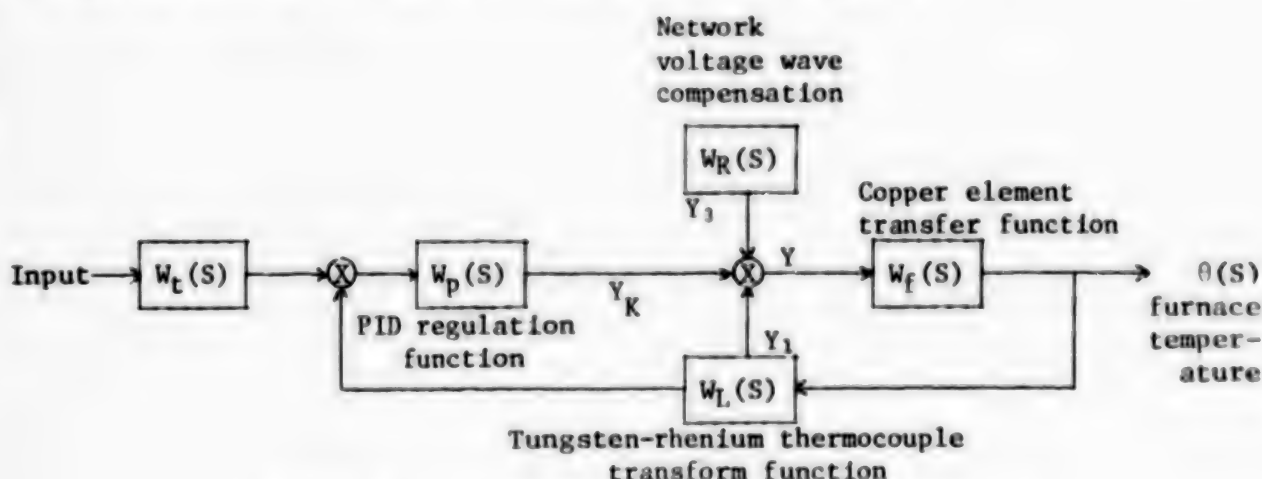 Network
voltage wave
compensation
W_R(S)
Y_3
Copper element
transfer function
Input
W_t(S)
X
W_p(S)
Y_K
X
Y
W_f(S)
θ(S)
furnace
temper-
ature
PID regulation
function
Y_1
W_L(S)
Tungsten-rhenium thermocouple
transform function